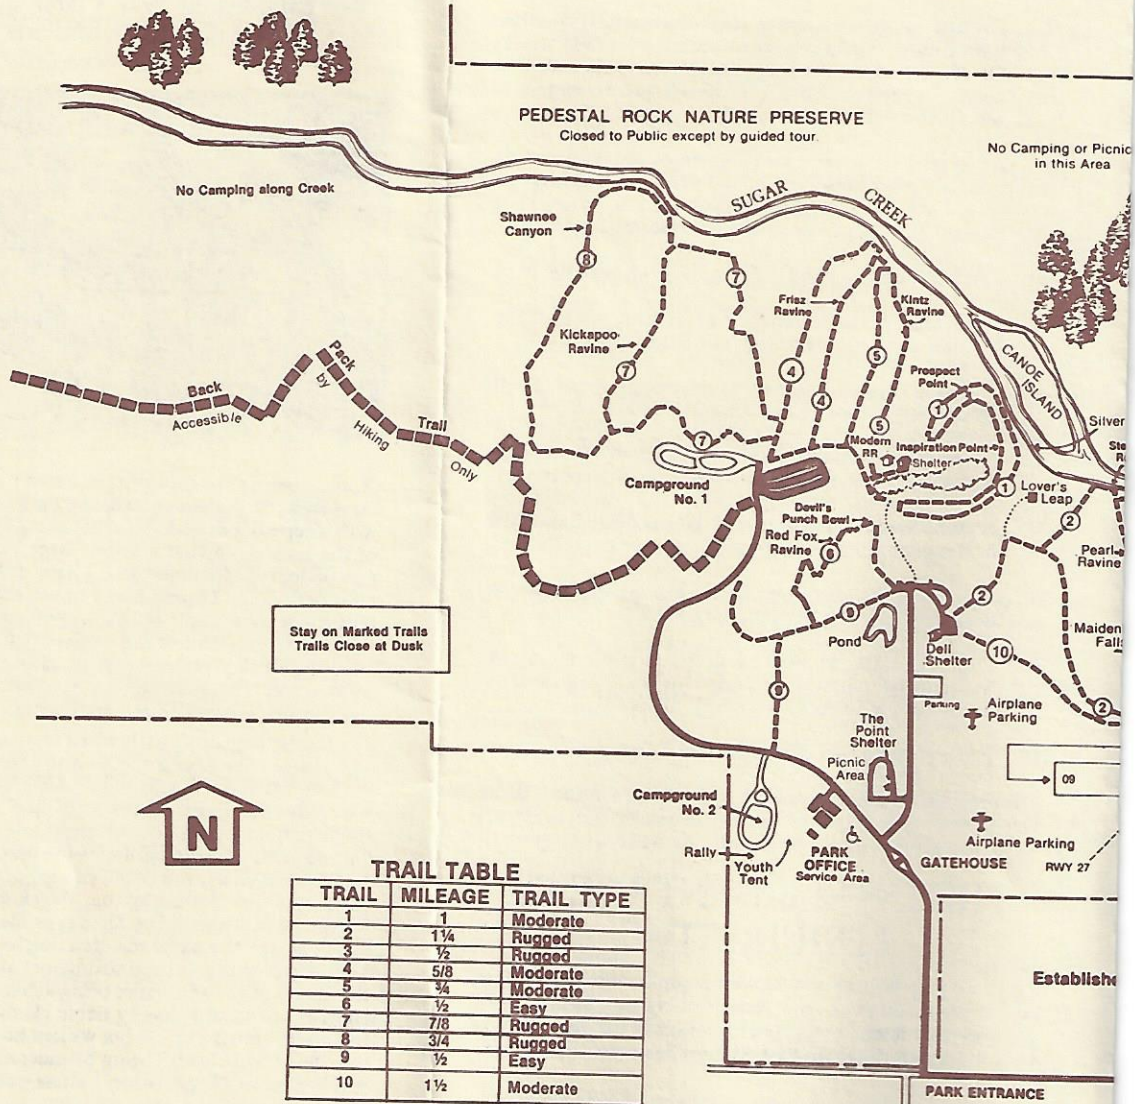 PEDESTAL ROCK NATURE PRESERVE
Closed to Public except by guided tour.
No Camping or Picnic
in this Area
No Camping along Creek
SUGAR CREEK
Shawnee
Canyon
8
7
Frisz
Ravine
Kintz
Ravine
Kickapoo
Ravine
7
4
4
5
5
CANOE
ISLAND
Prospect
Point
1
Back Pack Trail
Accessible by Hiking Only
7
Modern
RR
Inspiration Point
Shelter
Silver
Campground
No. 1
1
Lover's
Leap
2
Devil's
Punch Bowl
Red Fox
Ravine
6
Pearl
Ravine
9
2
Stay on Marked Trails
Trails Close at Dusk
Pond
Dell
Shelter
10
Maiden
9
Parking
Airplane
Parking
2
The
Point
Shelter
Picnic
Area
09
Campground
No. 2
N
Rally
Youth
Tent
PARK
OFFICE
Service Area
Airplane Parking
GATEHOUSE
RWY 27
TRAIL TABLE
TRAIL MILEAGE TRAIL TYPE
1 1 Moderate
2 1¼ Rugged
3 ½ Rugged
4 5/8 Moderate
5 ¾ Moderate
6 ½ Easy
7 7/8 Rugged
8 3/4 Rugged
9 ½ Easy
10 1½ Moderate
Establishe
PARK ENTRANCE